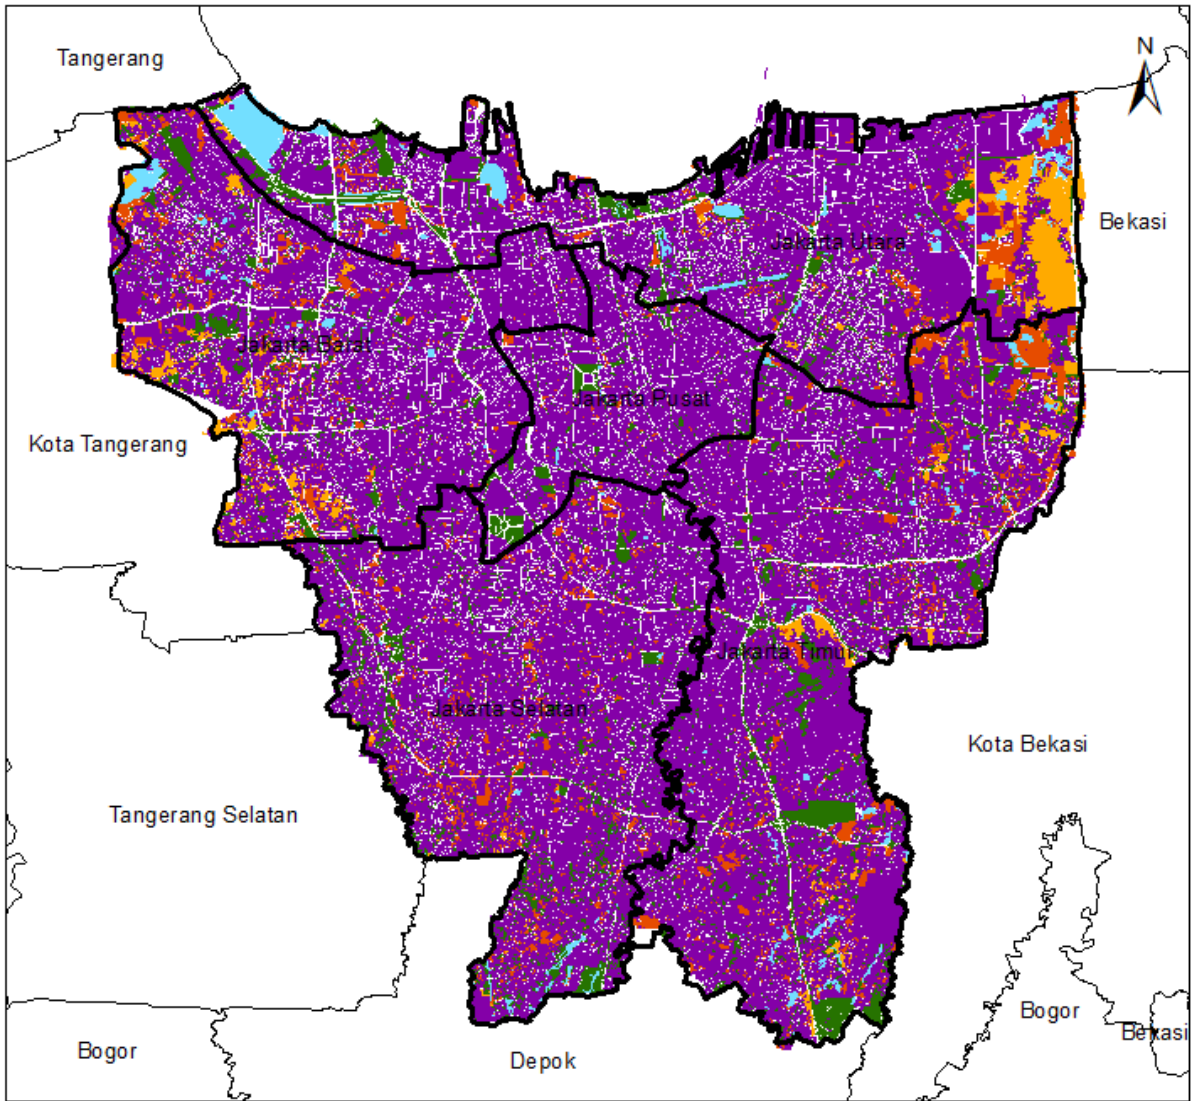 N
Tangerang
Bekasi
Jakarta Utara
Jakarta Barat
Jakarta Pusat
Kota Tangerang
Jakarta Timur
Jakarta Selatan
Kota Bekasi
Tangerang Selatan
Bogor
Bekasi
Bogor
Depok